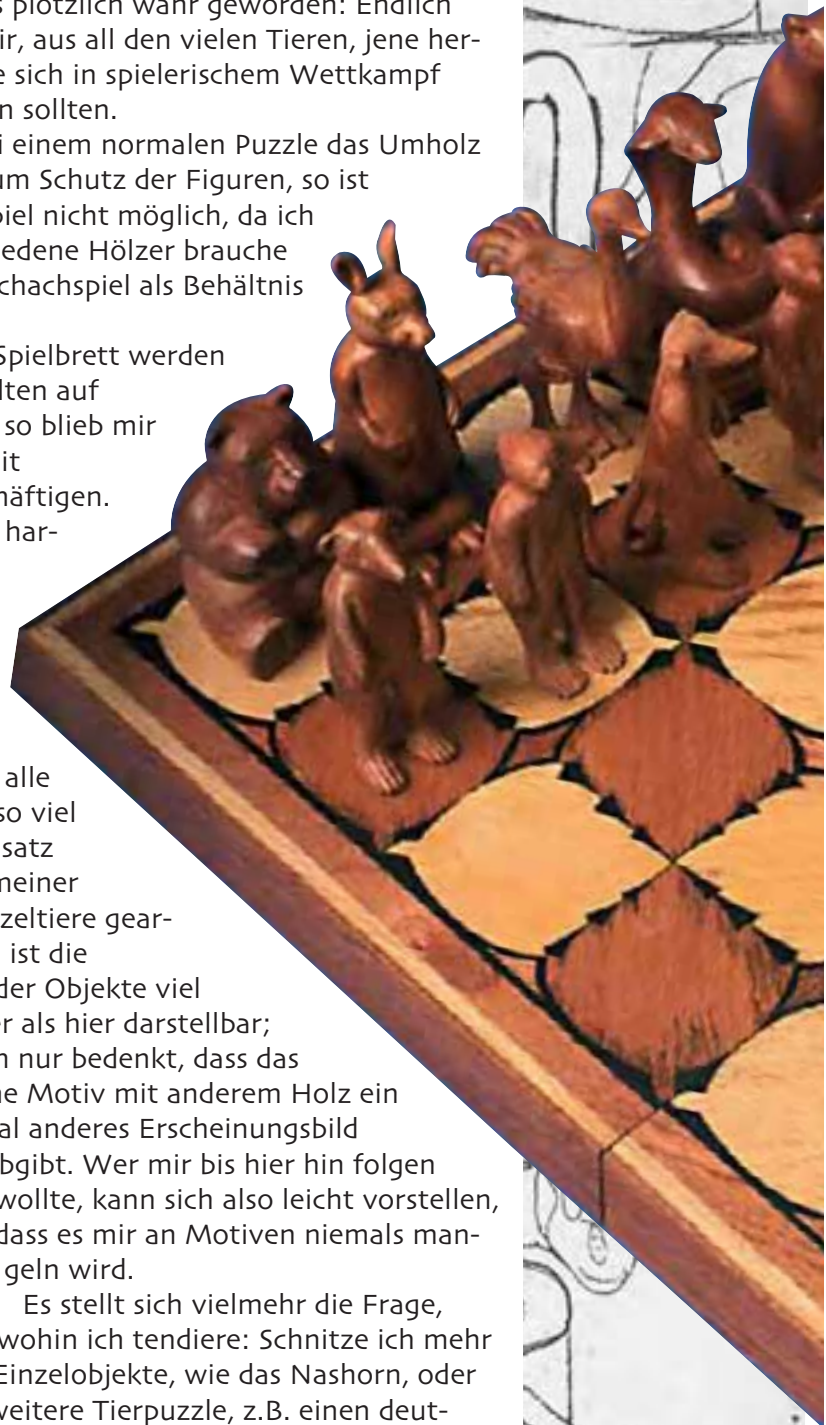 plötzlich wahr geworden: Endlich
ir, aus all den vielen Tieren, jene her-
e sich in spielerischem Wettkampf
n sollten.
i einem normalen Puzzle das Umholz
um Schutz der Figuren, so ist
piel nicht möglich, da ich
edene Hölzer brauche
chachspiel als Behältnis
Spielbrett werden
lten auf
so blieb mir
it
häftigen.
har-
alle
so viel
satz
meiner
zeltiere gear-
ist die
der Objekte viel
r als hier darstellbar;
n nur bedenkt, dass das
he Motiv mit anderem Holz ein
al anderes Erscheinungsbild
bgibt. Wer mir bis hier hin folgen
wollte, kann sich also leicht vorstellen,
dass es mir an Motiven niemals man-
geln wird.
Es stellt sich vielmehr die Frage,
wohin ich tendiere: Schnitze ich mehr
Einzelobjekte, wie das Nashorn, oder
weitere Tierpuzzle, z.B. einen deut-